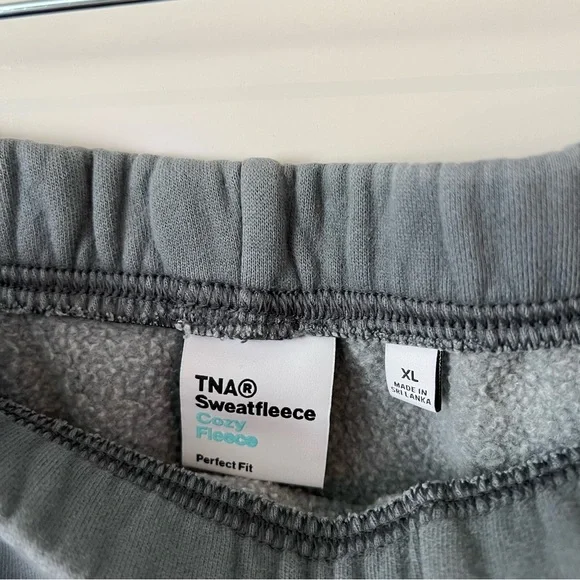 TNA®
Sweatfleece
Cozy
Fleece
Perfect Fit
XL
MADE IN
SRI LANKA